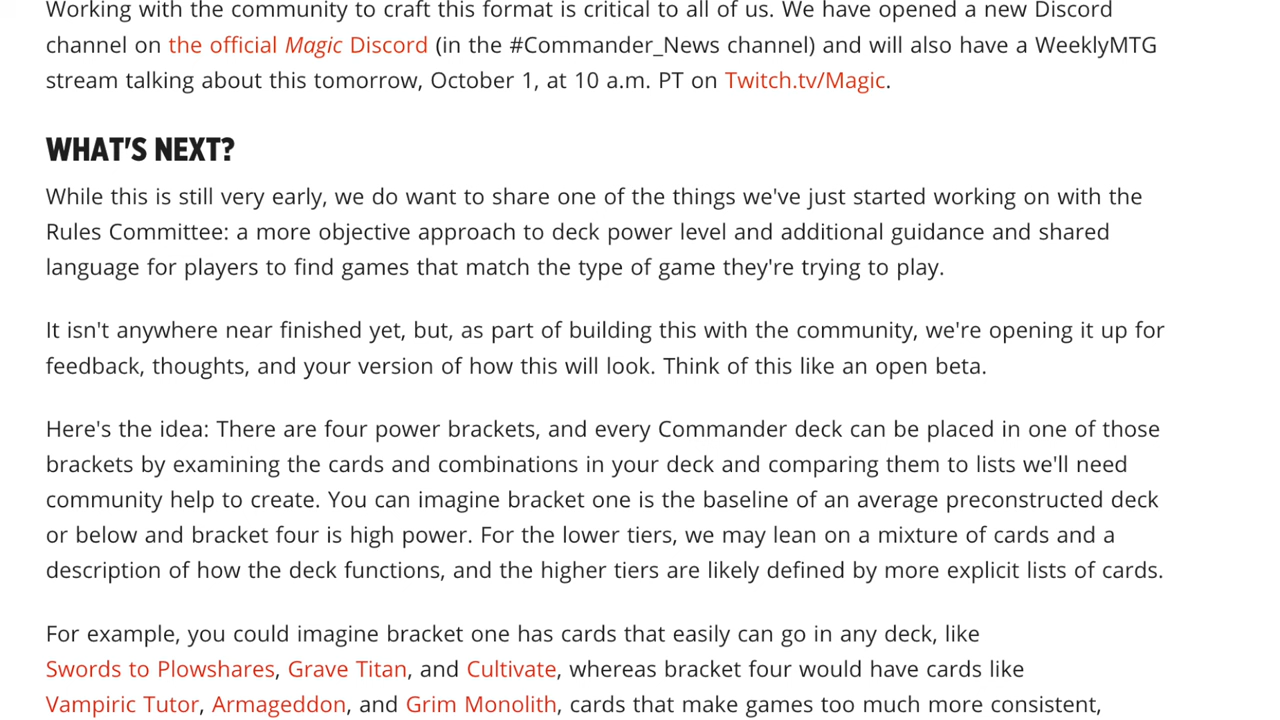 Working with the community to craft this format is critical to all of us. We have opened a new Discord
channel on the official Magic Discord (in the #Commander_News channel) and will also have a WeeklyMTG
stream talking about this tomorrow, October 1, at 10 a.m. PT on Twitch.tv/Magic.
WHAT'S NEXT?
While this is still very early, we do want to share one of the things we've just started working on with the
Rules Committee: a more objective approach to deck power level and additional guidance and shared
language for players to find games that match the type of game they're trying to play.
It isn't anywhere near finished yet, but, as part of building this with the community, we're opening it up for
feedback, thoughts, and your version of how this will look. Think of this like an open beta.
Here's the idea: There are four power brackets, and every Commander deck can be placed in one of those
brackets by examining the cards and combinations in your deck and comparing them to lists we'll need
community help to create. You can imagine bracket one is the baseline of an average preconstructed deck
or below and bracket four is high power. For the lower tiers, we may lean on a mixture of cards and a
description of how the deck functions, and the higher tiers are likely defined by more explicit lists of cards.
For example, you could imagine bracket one has cards that easily can go in any deck, like
Swords to Plowshares, Grave Titan, and Cultivate, whereas bracket four would have cards like
Vampiric Tutor, Armageddon, and Grim Monolith, cards that make games too much more consistent,